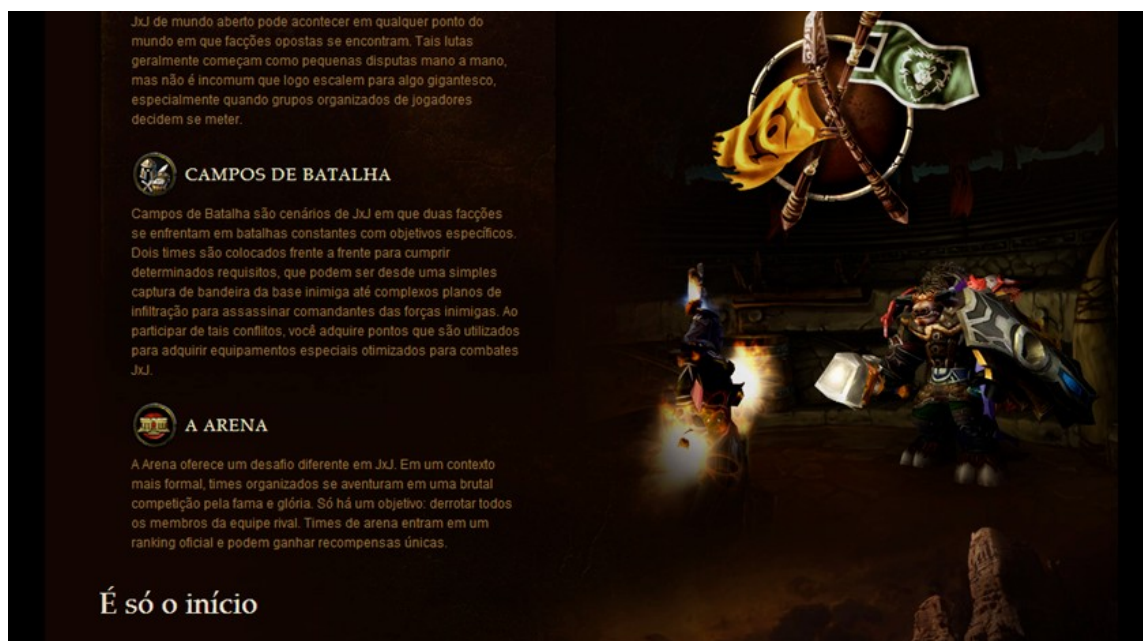 JxJ de mundo aberto pode acontecer em qualquer ponto do
mundo em que facções opostas se encontram. Tais lutas
geralmente começam como pequenas disputas mano a mano,
mas não é incomum que logo escalem para algo gigantesco,
especialmente quando grupos organizados de jogadores
decidem se meter.
CAMPOS DE BATALHA
Campos de Batalha são cenários de JxJ em que duas facções
se enfrentam em batalhas constantes com objetivos específicos.
Dois times são colocados frente a frente para cumprir
determinados requisitos, que podem ser desde uma simples
captura de bandeira da base inimiga até complexos planos de
infiltração para assassinar comandantes das forças inimigas. Ao
participar de tais conflitos, você adquire pontos que são utilizados
para adquirir equipamentos especiais otimizados para combates
JxJ.
A ARENA
A Arena oferece um desafio diferente em JxJ. Em um contexto
mais formal, times organizados se aventuram em uma brutal
competição pela fama e glória. Só há um objetivo: derrotar todos
os membros da equipe rival. Times de arena entram em um
ranking oficial e podem ganhar recompensas únicas.
É só o início